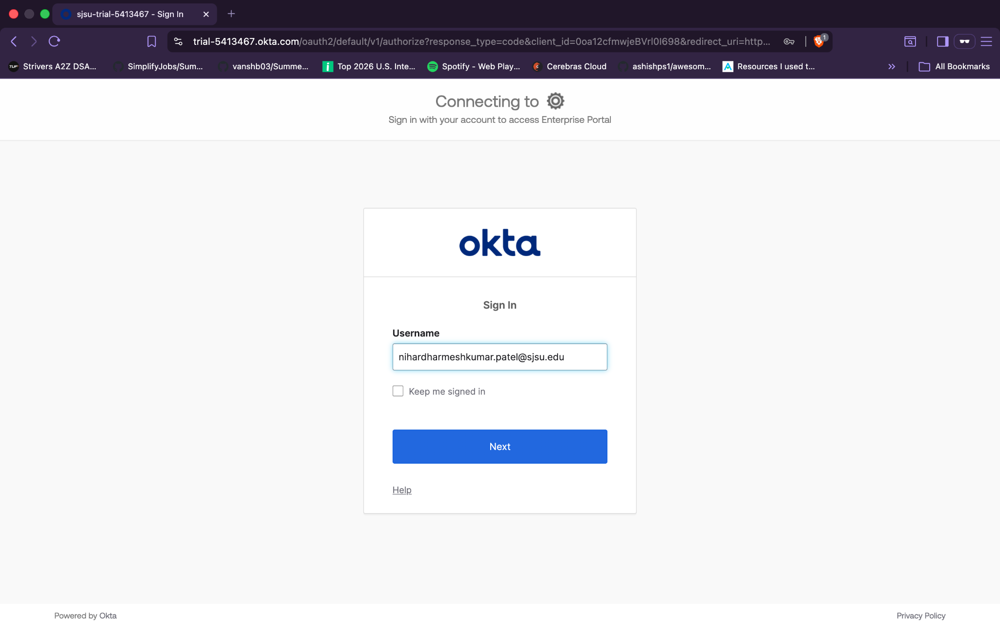 sjsu-trial-5413467 - Sign In
trial-5413467.okta.com/oauth2/default/v1/authorize?response_type=code&client_id=0oa12cfmwjeBVrl0I698&redirect_uri=http... 1
TUF Strivers A2Z DSA... SimplifyJobs/Sum... vanshb03/Summe... Top 2026 U.S. Inte... Spotify - Web Play... Cerebras Cloud ashishps1/awesom... Resources I used t... All Bookmarks
Connecting to
Sign in with your account to access Enterprise Portal
okta
Sign In
Username
nihardharmeshkumar.patel@sjsu.edu
Keep me signed in
Next
Help
Powered by Okta Privacy Policy